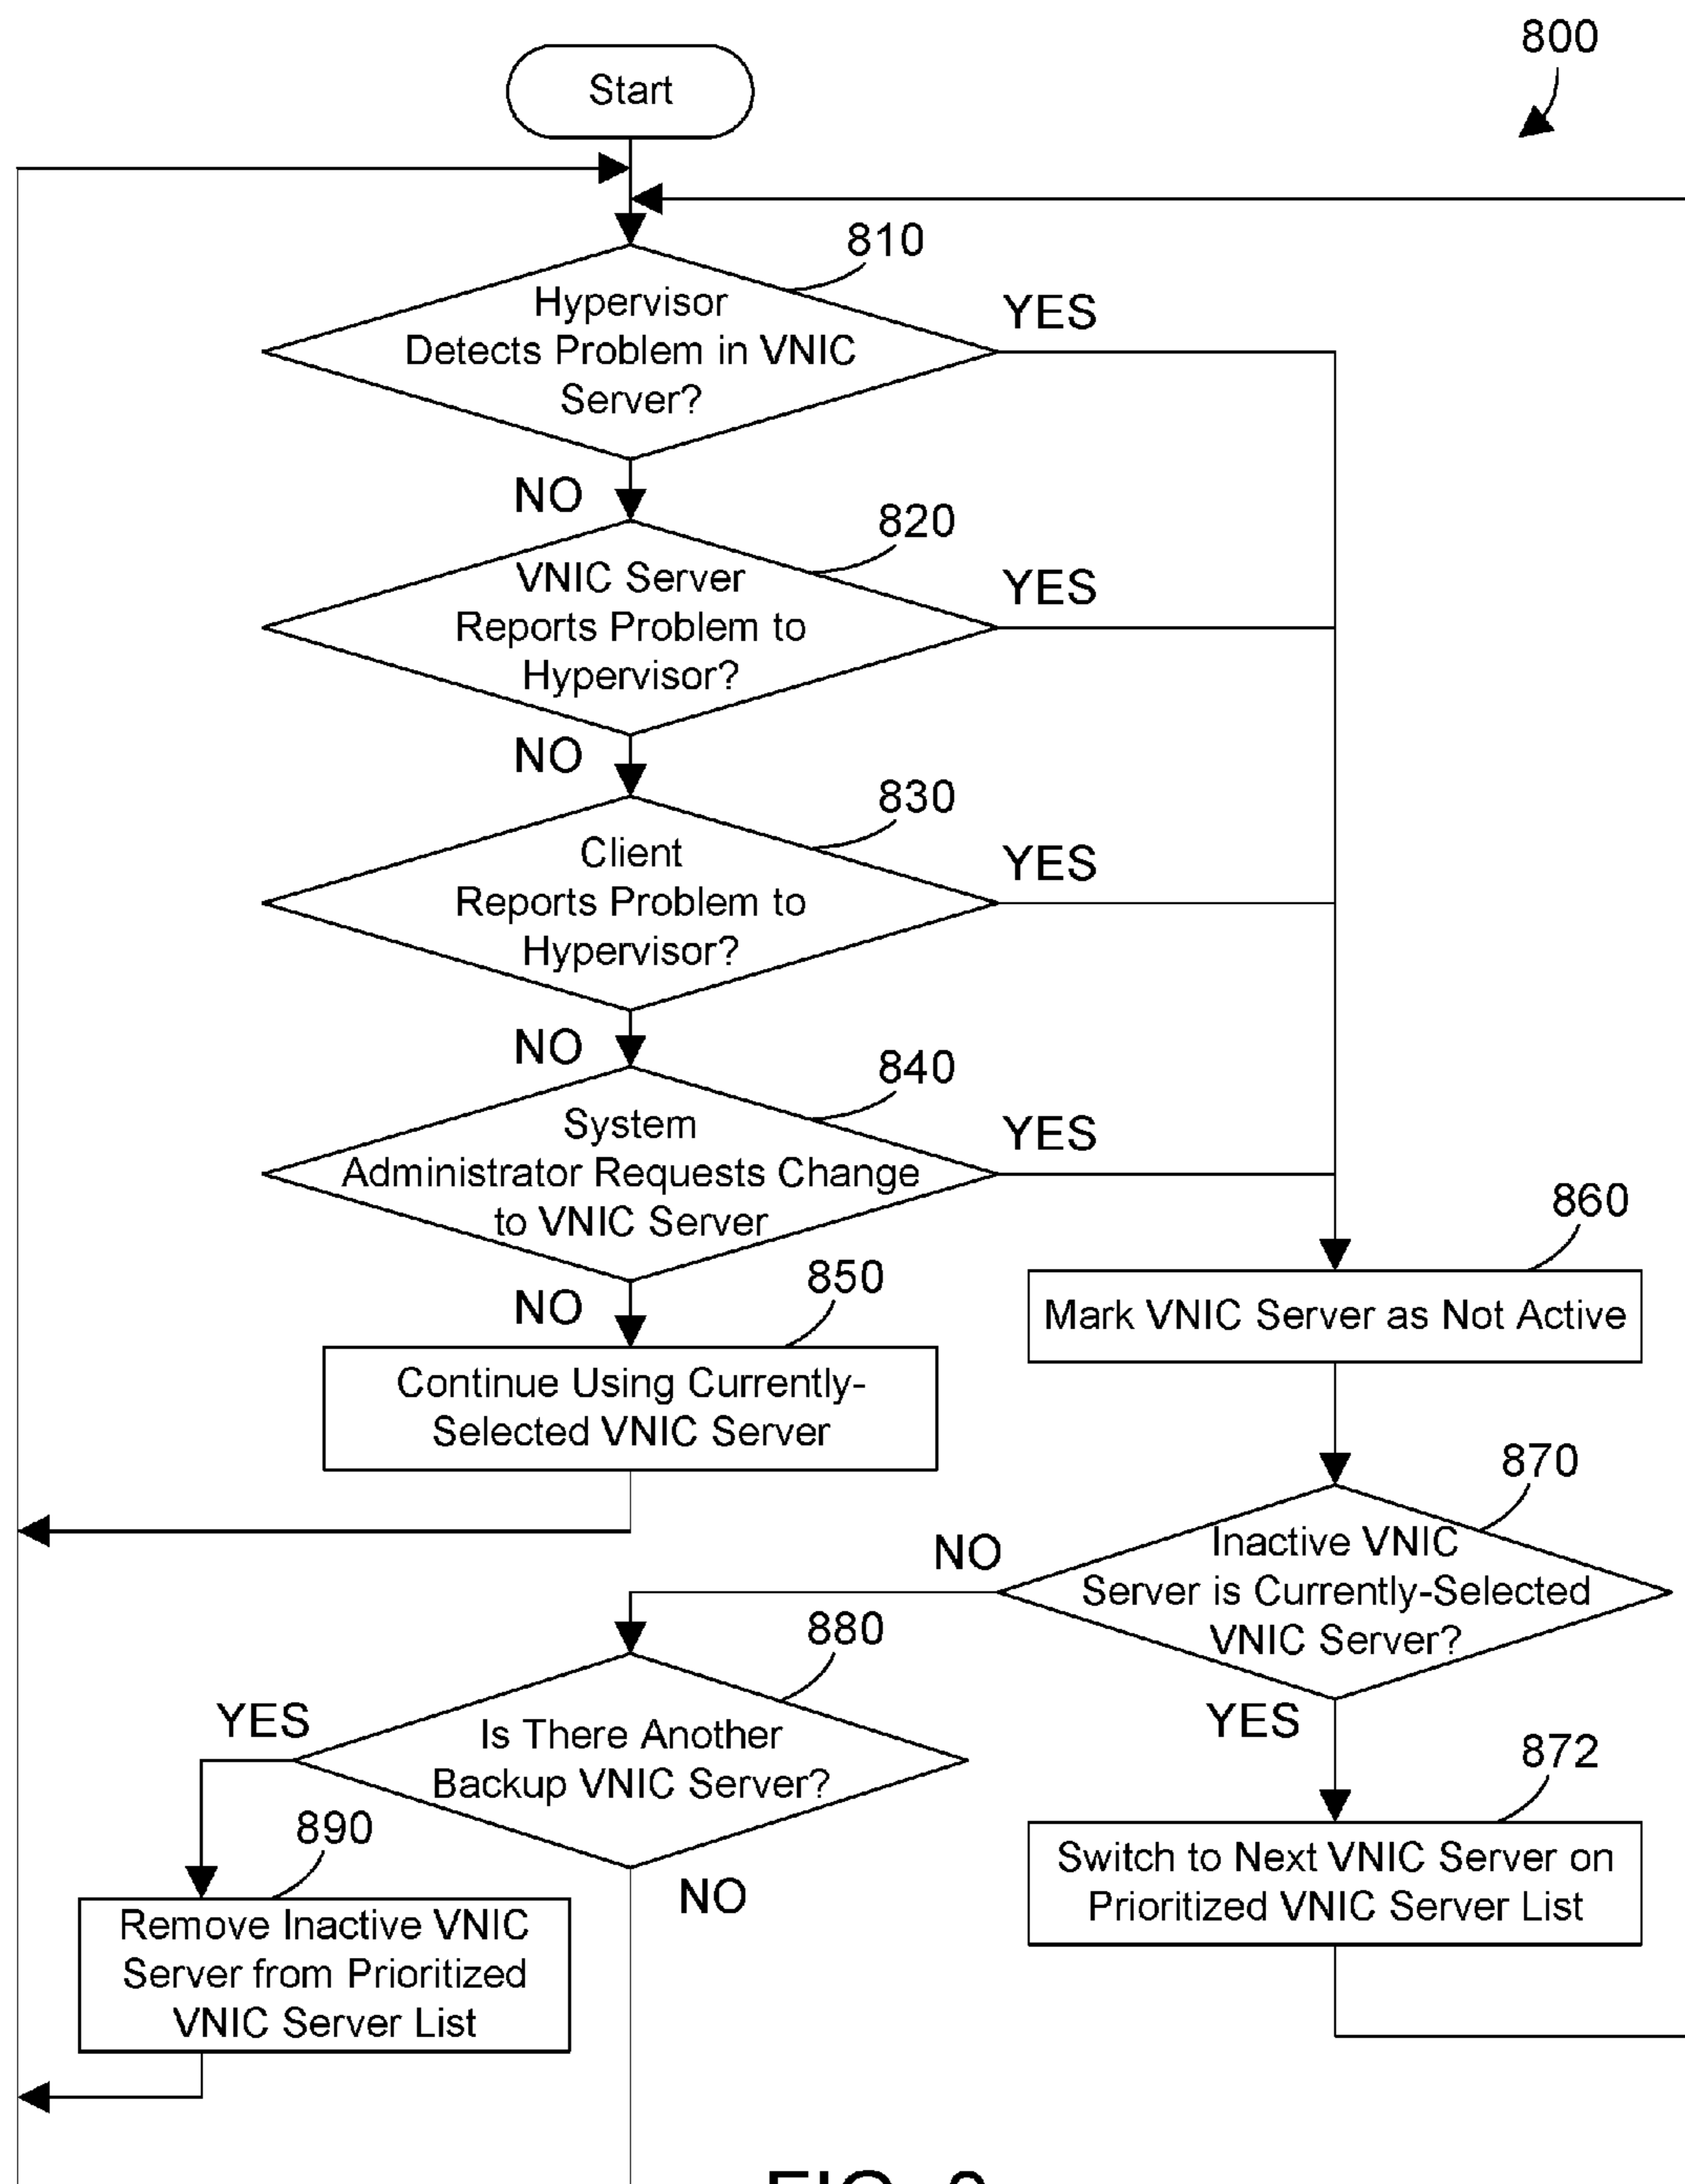 800
Start
810
Hypervisor
Detects Problem in VNIC
Server?
YES
NO
820
VNIC Server
Reports Problem to
Hypervisor?
YES
NO
830
Client
Reports Problem to
Hypervisor?
YES
NO
840
System
Administrator Requests Change
to VNIC Server
YES
NO
850
Continue Using Currently-
Selected VNIC Server
860
Mark VNIC Server as Not Active
870
Inactive VNIC
Server is Currently-Selected
VNIC Server?
NO
YES
880
Is There Another
Backup VNIC Server?
YES
NO
872
Switch to Next VNIC Server on
Prioritized VNIC Server List
890
Remove Inactive VNIC
Server from Prioritized
VNIC Server List
FIG.